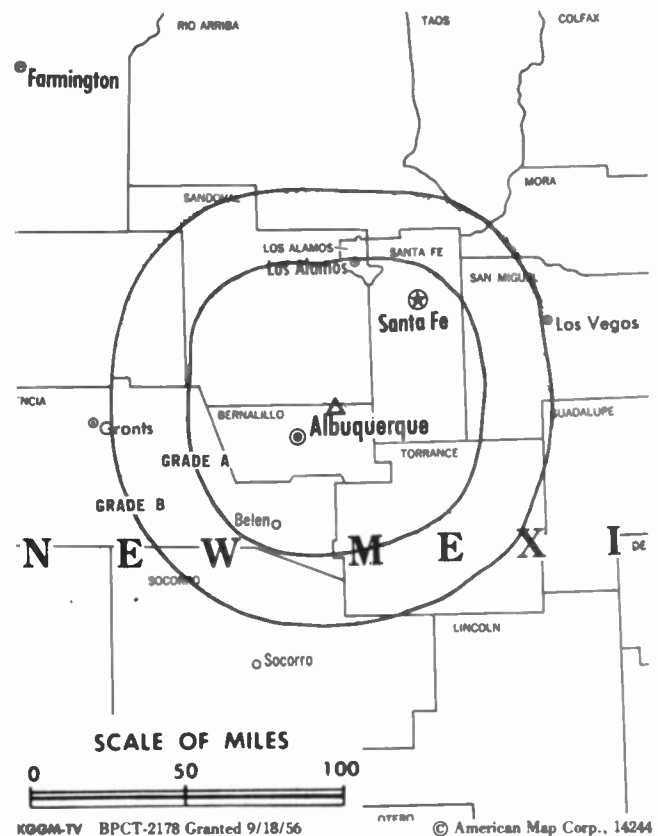 RIO ARRIBA
TAOS
COLFAX
Farmington
MORA
SANDOVAL
LOS ALAMOS
SANTA FE
Los Alamos
SAN MIGUEL
Santa Fe
Los Vegos
NCIA
BERNALILLO
GUADALUPE
Gronts
Albuquerque
GRADE A
TORRANCE
GRADE B
Belen
N E W M E X I
DE
SOCORRO
LINCOLN
Socorro
SCALE OF MILES
0 50 100
OTERO
KGGM-TV BPCT-2178 Granted 9/18/56 © American Map Corp., 14244